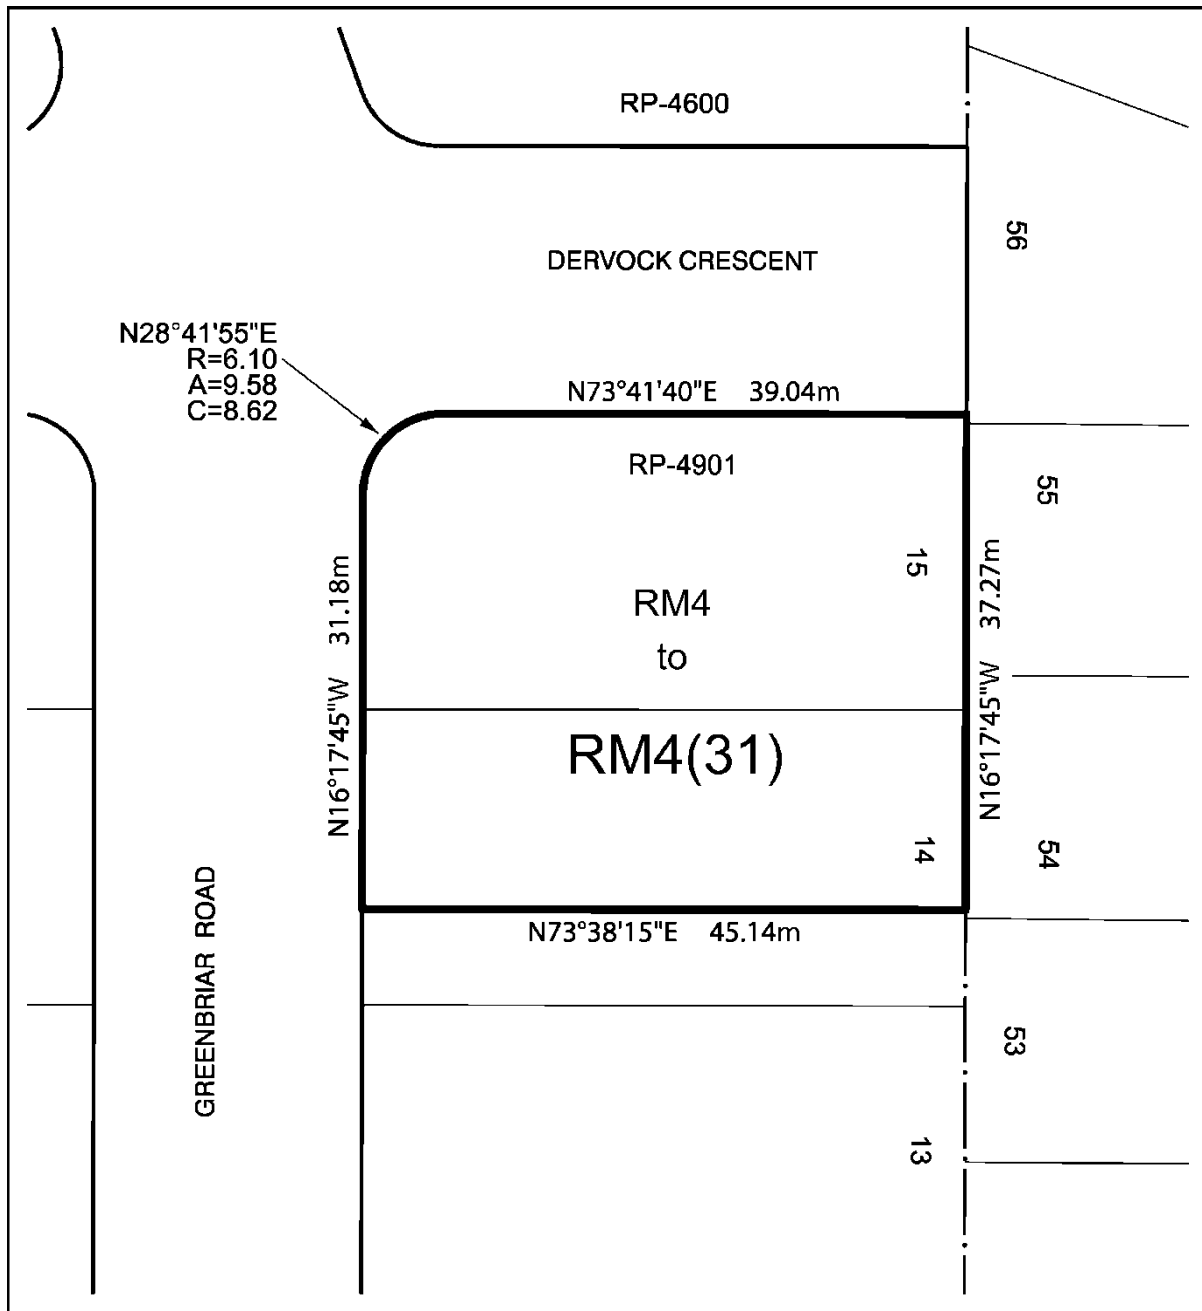 RP-4600
56
DERVOCK CRESCENT
N28°41'55"E
R=6.10
A=9.58
C=8.62
N73°41'40"E 39.04m
RP-4901
55
15
N16°17'45"W 31.18m
N16°17'45"W 37.27m
RM4
to
RM4(31)
14
54
N73°38'15"E 45.14m
GREENBRIAR ROAD
53
13